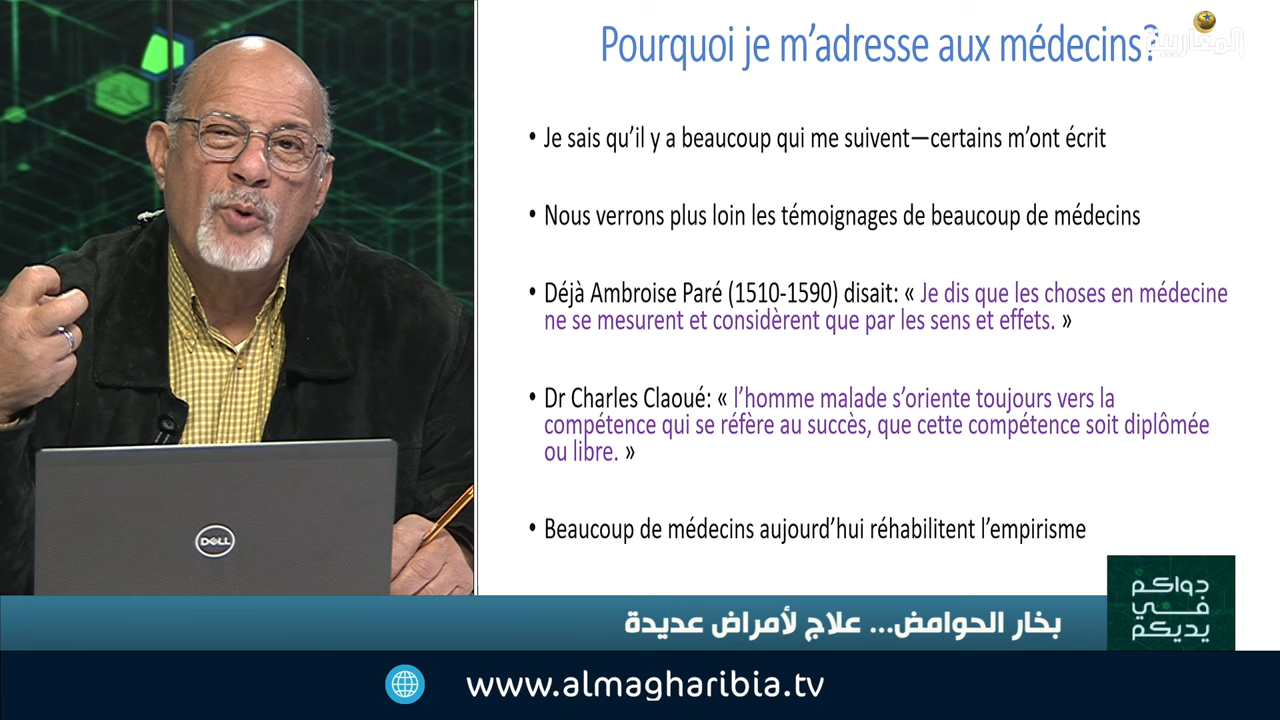 Pourquoi je m’adresse aux médecins?
المغاربية
• Je sais qu’il y a beaucoup qui me suivent—certains m’ont écrit
• Nous verrons plus loin les témoignages de beaucoup de médecins
• Déjà Ambroise Paré (1510-1590) disait: « Je dis que les choses en médecine
ne se mesurent et considèrent que par les sens et effets. »
• Dr Charles Claoué: « l’homme malade s’oriente toujours vers la
compétence qui se réfère au succès, que cette compétence soit diplômée
ou libre. »
• Beaucoup de médecins aujourd’hui réhabilitent l’empirisme
DELL
دواكم
في
يديكم
بخار الحوامض... علاج لأمراض عديدة
www.almagharibia.tv